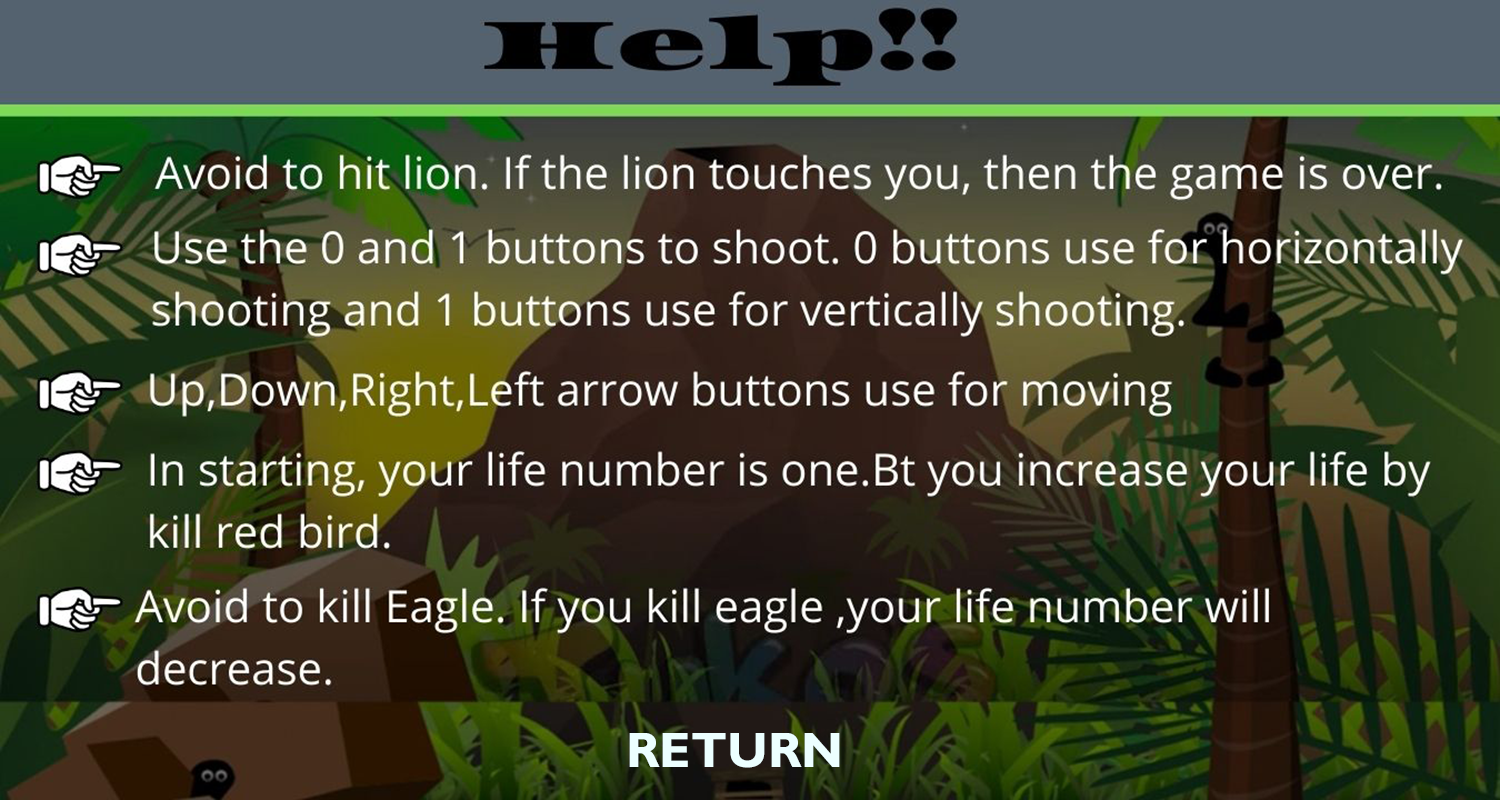 Help!!
Avoid to hit lion. If the lion touches you, then the game is over.
Use the 0 and 1 buttons to shoot. 0 buttons use for horizontally
shooting and 1 buttons use for vertically shooting.
Up,Down,Right,Left arrow buttons use for moving
In starting, your life number is one.Bt you increase your life by
kill red bird.
Avoid to kill Eagle. If you kill eagle ,your life number will
decrease.
RETURN